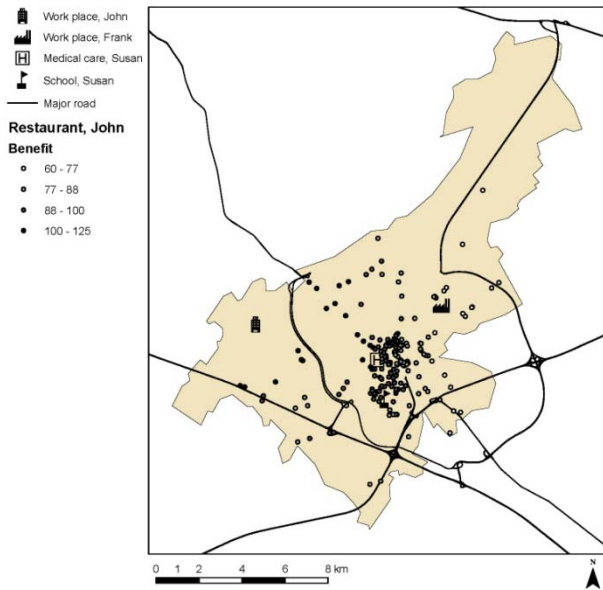 Work place, John
Work place, Frank
H Medical care, Susan
School, Susan
Major road
Restaurant, John
Benefit
60 - 77
77 - 88
88 - 100
100 - 125
H
0 1 2 4 6 8 km
N